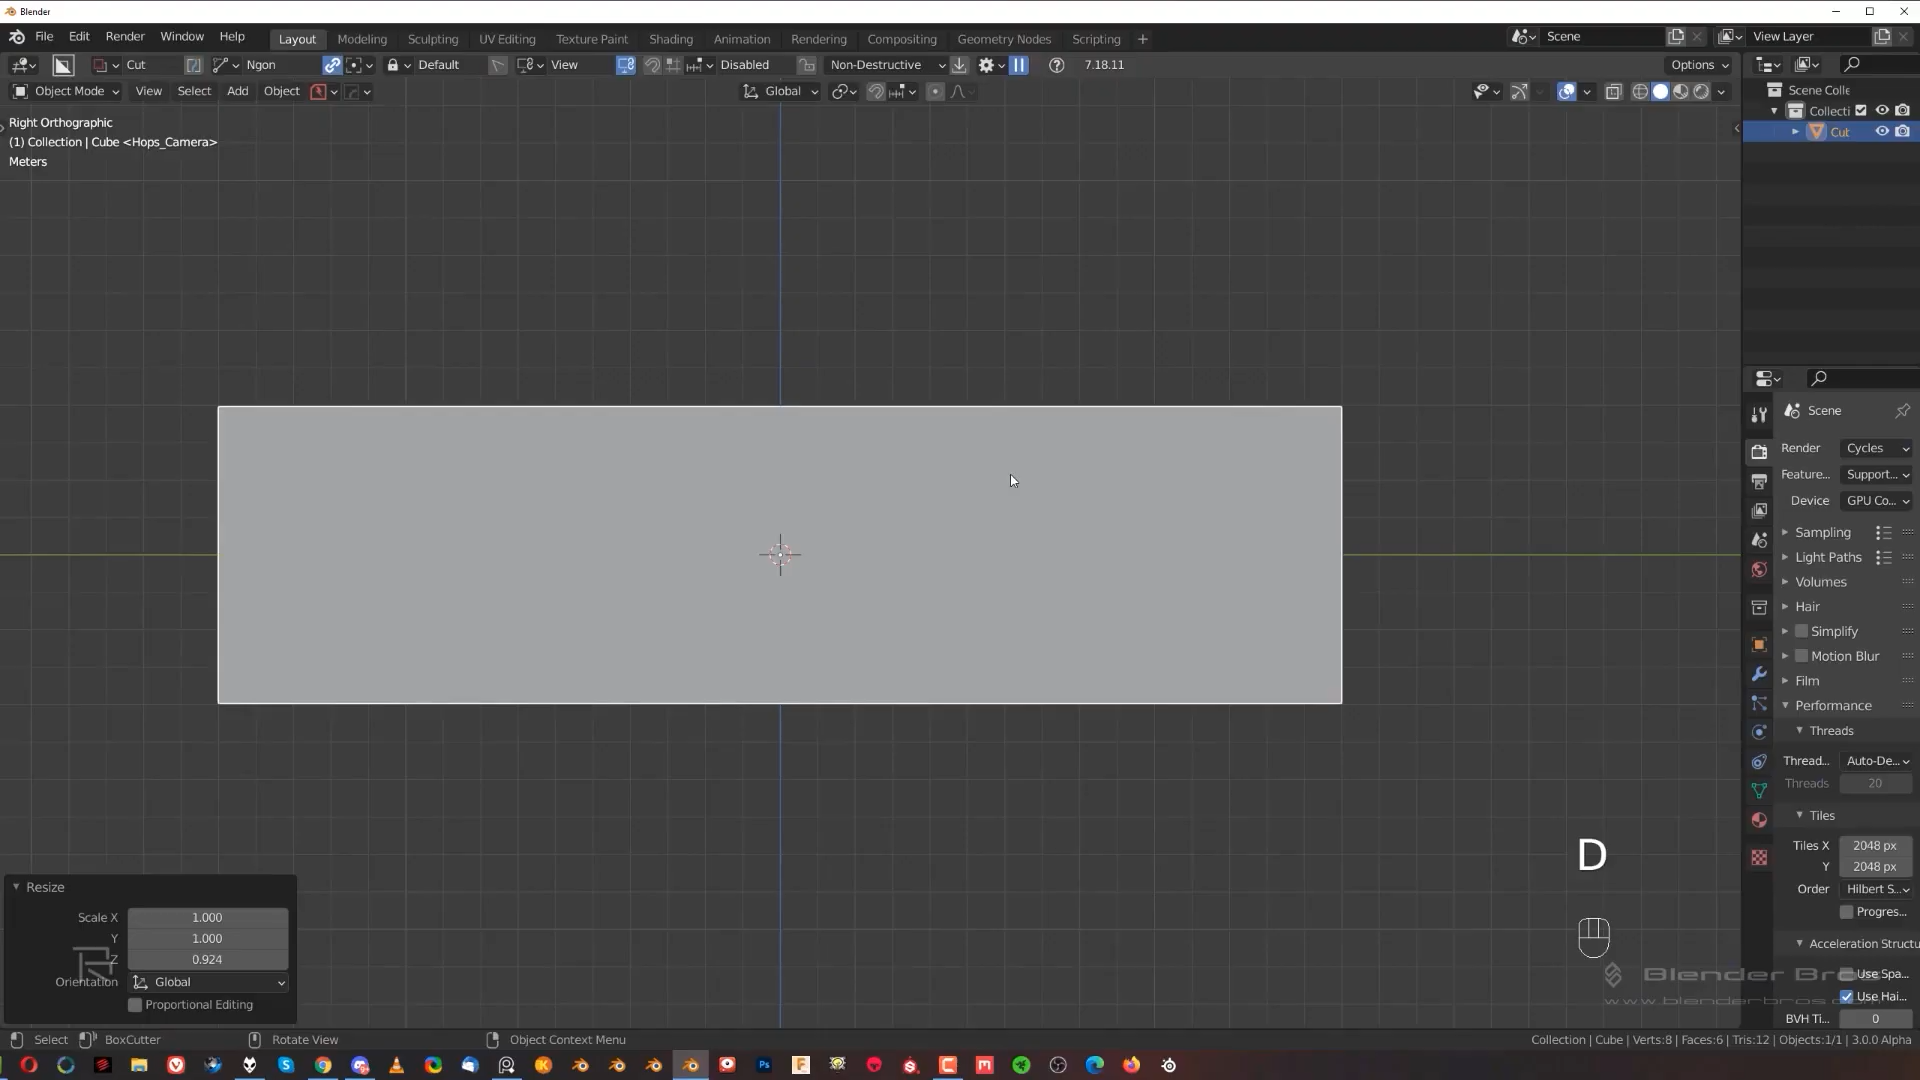 Blender
File Edit Render Window Help Layout Modeling Sculpting UV Editing Texture Paint Shading Animation Rendering Compositing Geometry Nodes Scripting + Scene View Layer
Cut Ngon Default View Disabled Non-Destructive 7.18.11 Options
Object Mode View Select Add Object Global
Right Orthographic
(1) Collection | Cube <Hops_Camera>
Meters
Scene Colle
Collecti
Cut
Scene
Render Cycles
Feature... Support...
Device GPU Co...
Sampling
Light Paths
Volumes
Hair
Simplify
Motion Blur
Film
Performance
Threads
Thread... Auto-De...
Threads 20
Tiles
Tiles X 2048 px
Y 2048 px
Order Hilbert S...
Progres...
Acceleration Structu
Use Spa...
Use Hai...
BVH Ti... 0
D
Blender Bro
www.blenderbros.com
Resize
Scale X 1.000
Y 1.000
Z 0.924
Orientation Global
Proportional Editing
Select BoxCutter Rotate View Object Context Menu Collection | Cube | Verts:8 | Faces:6 | Tris:12 | Objects:1/1 | 3.0.0 Alpha